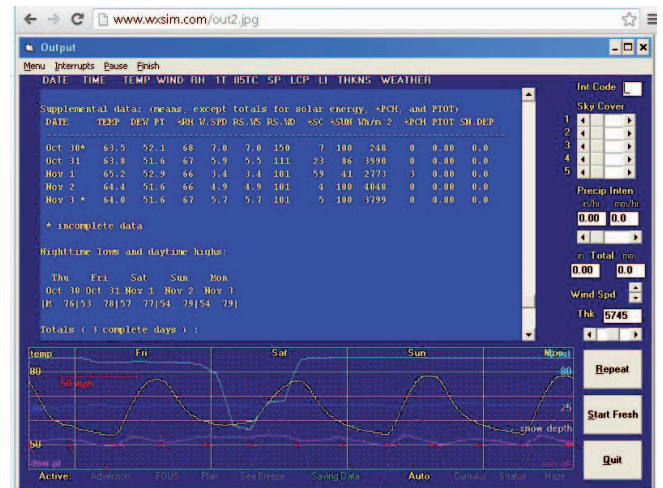 www.wxsim.com/out2.jpg
Output
Menu Interrupts Pause Finish
DATE TIME TEMP WIND RH 1T 85TC SP LCP LI THKNS WEATHER
Int Code
Supplemental data: (means, except totals for solar energy, %PCH, and PTOT)
DATE TEMP DEW PT %RH W.SPD RS.WS RS.WD %SC %SUN Wh/m^2 %PCH PTOT SN.DEP
Oct 30* 63.5 52.1 68 7.0 7.0 150 7 100 248 0 0.00 0.0
Oct 31 63.8 51.6 67 5.9 5.5 111 23 86 3990 0 0.00 0.0
Nov 1 65.2 52.9 66 3.4 3.4 101 59 41 2773 3 0.00 0.0
Nov 2 64.4 51.6 66 4.9 4.9 101 4 100 4048 0 0.00 0.0
Nov 3 * 64.0 51.6 67 5.7 5.7 101 5 100 3799 0 0.00 0.0
* incomplete data
Nighttime lows and daytime highs:
Thu Fri Sat Sun Mon
Oct 30 Oct 31 Nov 1 Nov 2 Nov 3
|M 76|53 78|57 77|54 79|54 79|
Totals ( 3 complete days ) :
Sky Cover
1
2
3
4
5
Precip Inten
in/hr mm/hr
0.00 0.0
in Total mm
0.00 0.0
Wind Spd
Thk 5745
temp Fri Sat Sun
80 80
50 mph
25
snow depth
50
dew pt
Active: Advection FOUS Plan Sea Breeze Saving Data Auto: CumAir Stratus Haze
Repeat
Start Fresh
Quit